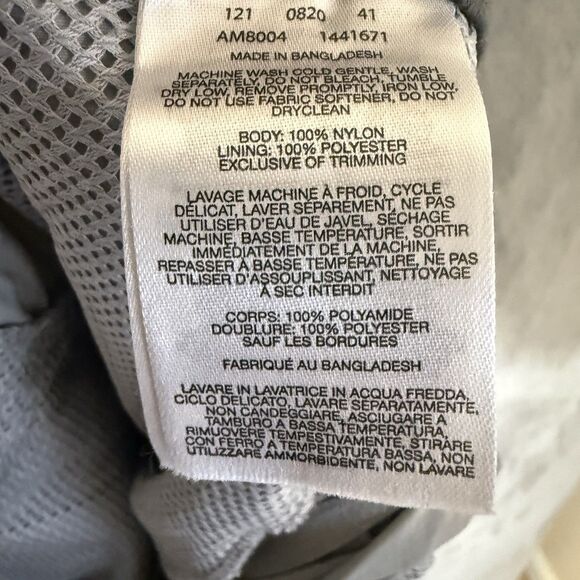 121 0820 41
AM8004 1441671
MADE IN BANGLADESH
MACHINE WASH COLD GENTLE, WASH
SEPARATELY, DO NOT BLEACH, TUMBLE
DRY LOW, REMOVE PROMPTLY, IRON LOW,
DO NOT USE FABRIC SOFTENER, DO NOT
DRYCLEAN
BODY: 100% NYLON
LINING: 100% POLYESTER
EXCLUSIVE OF TRIMMING
LAVAGE MACHINE À FROID, CYCLE
DÉLICAT, LAVER SÉPARÉMENT, NE PAS
UTILISER D'EAU DE JAVEL, SÉCHAGE
MACHINE, BASSE TEMPÉRATURE, SORTIR
IMMÉDIATEMENT DE LA MACHINE,
REPASSER À BASSE TEMPÉRATURE, NE PAS
UTILISER D'ASSOUPLISSANT, NETTOYAGE
À SEC INTERDIT
CORPS: 100% POLYAMIDE
DOUBLURE: 100% POLYESTER
SAUF LES BORDURES
FABRIQUÉ AU BANGLADESH
LAVARE IN LAVATRICE IN ACQUA FREDDA,
CICLO DELICATO, LAVARE SEPARATAMENTE,
NON CANDEGGIARE, ASCIUGARE A
TAMBURO A BASSA TEMPERATURA,
RIMUOVERE TEMPESTIVAMENTE, STIRARE
CON FERRO A TEMPERATURA BASSA, NON
UTILIZZARE AMMORBIDENTE, NON LAVARE